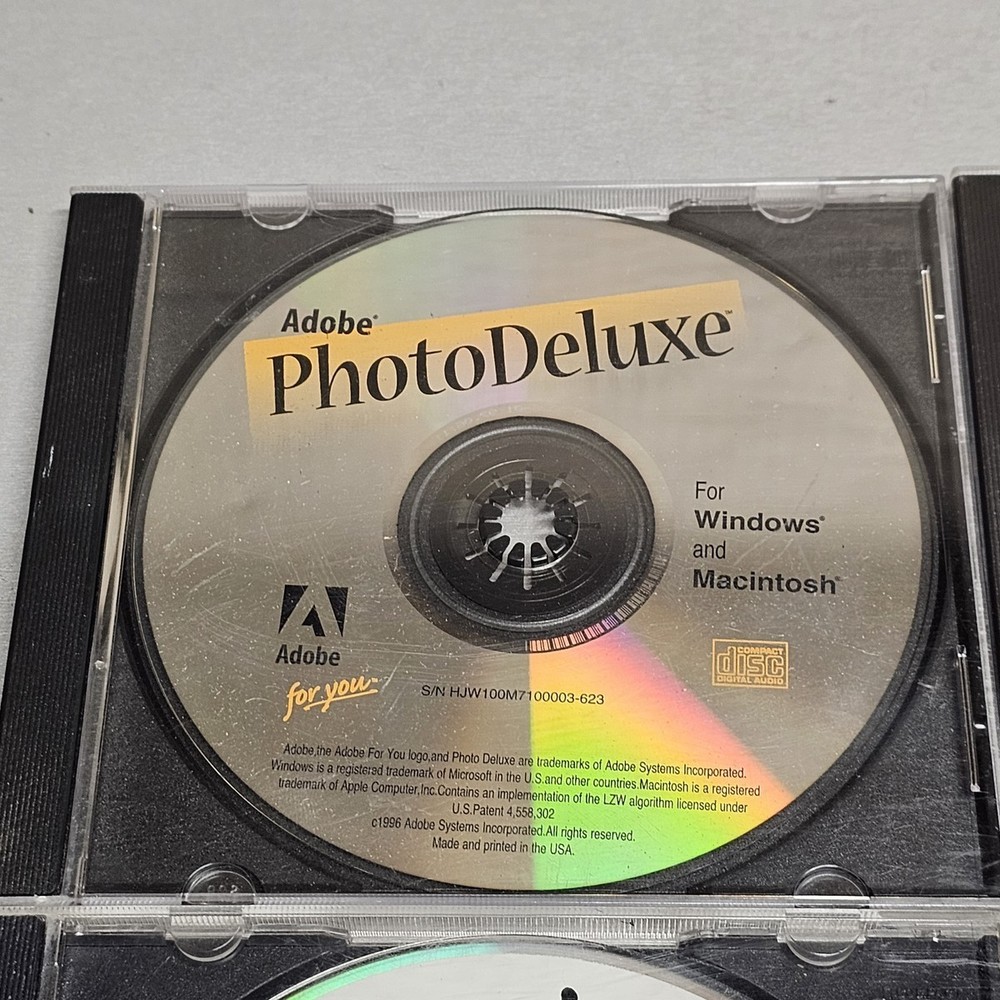 Adobe®
PhotoDeluxe™
For
Windows®
and
Macintosh®
Adobe
for you™
COMPACT
disc
DIGITAL AUDIO
S/N HJW100M7100003-623
Adobe,the Adobe For You logo,and Photo Deluxe are trademarks of Adobe Systems Incorporated.
Windows is a registered trademark of Microsoft in the U.S.and other countries.Macintosh is a registered
trademark of Apple Computer,Inc.Contains an implementation of the LZW algorithm licensed under
U.S.Patent 4,558,302
c1996 Adobe Systems Incorporated.All rights reserved.
Made and printed in the USA.